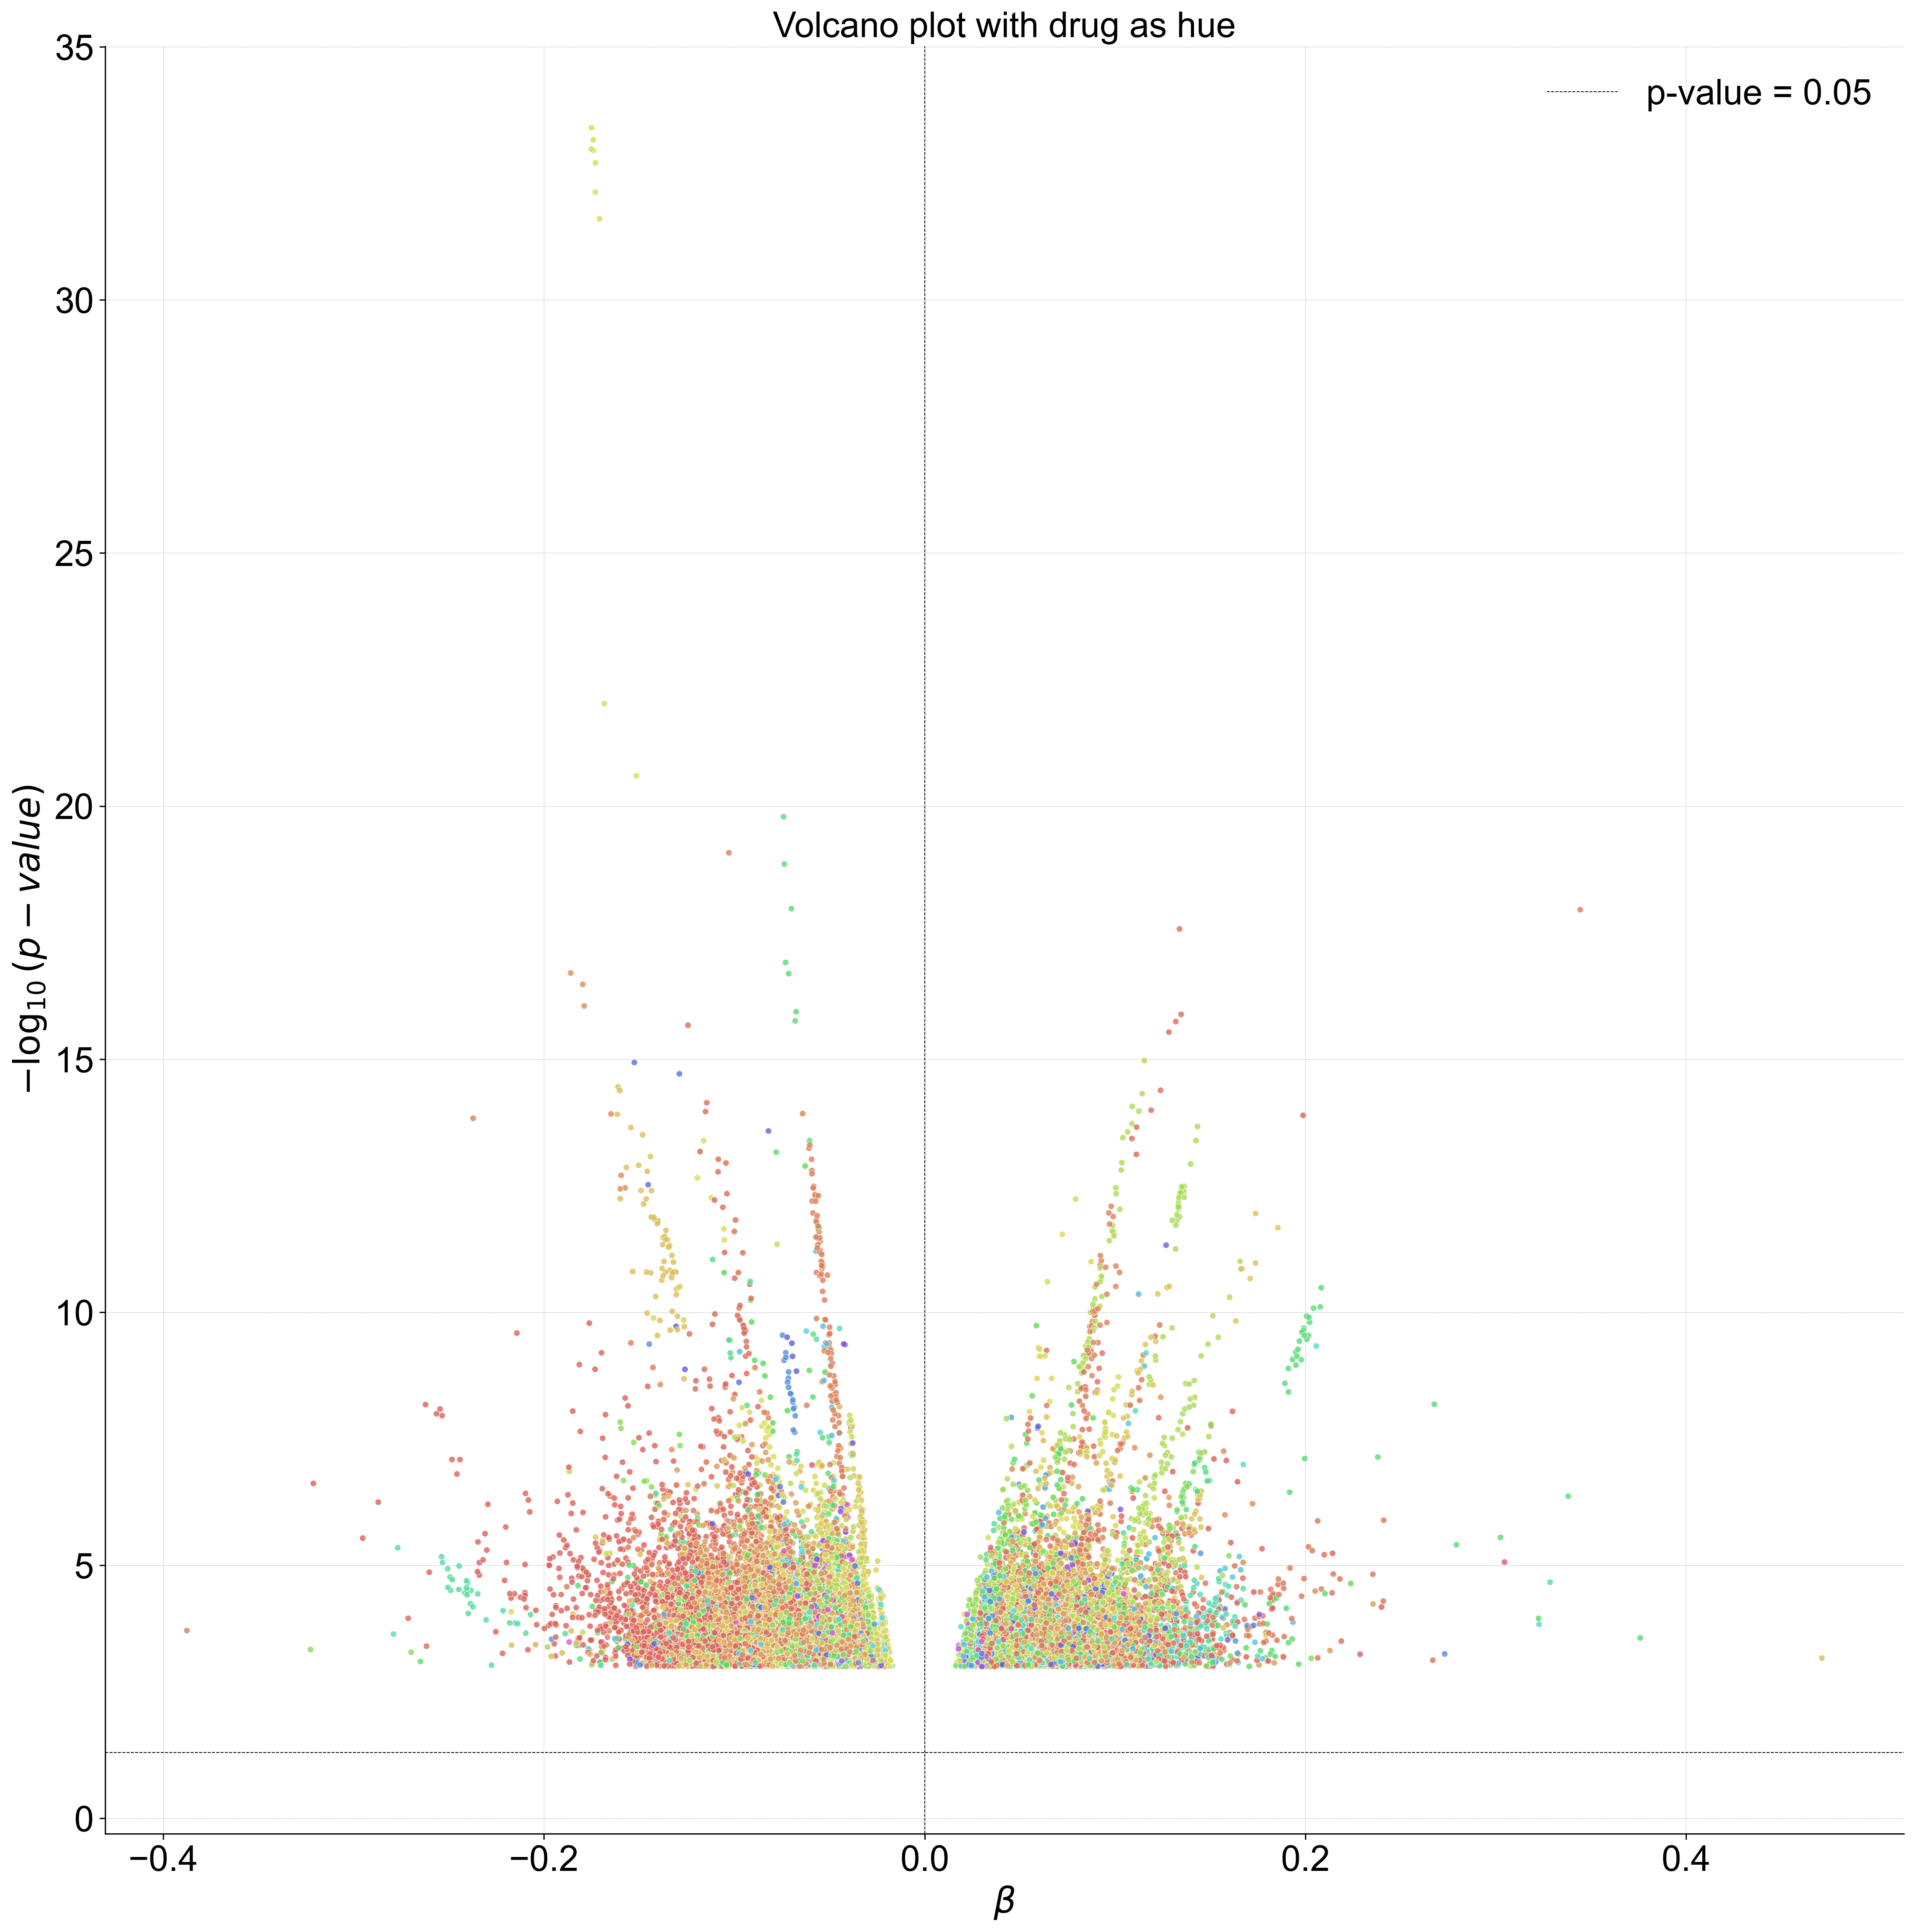 Volcano plot with drug as hue
p-value = 0.05
35
30
25
20
15
10
5
0
−log₁₀ (p − value)
−0.4 −0.2 0.0 0.2 0.4
β